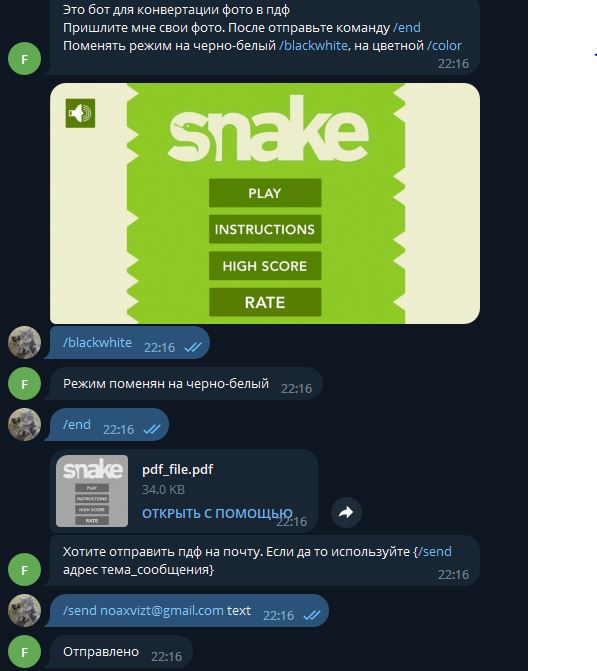 Это бот для конвертации фото в пдф
Пришлите мне свои фото. После отправьте команду /end
Поменять режим на черно-белый /blackwhite, на цветной /color
22:16
F
snake
PLAY
INSTRUCTIONS
HIGH SCORE
RATE
/blackwhite 22:16
F
Режим поменян на черно-белый 22:16
/end 22:16
snake
PLAY
INSTRUCTIONS
HIGH SCORE
RATE
pdf_file.pdf
34.0 KB
ОТКРЫТЬ С ПОМОЩЬЮ
22:16
Хотите отправить пдф на почту. Если да то используйте {/send
адрес тема_сообщения}
22:16
F
/send noaxvizt@gmail.com text 22:16
F
Отправлено 22:16